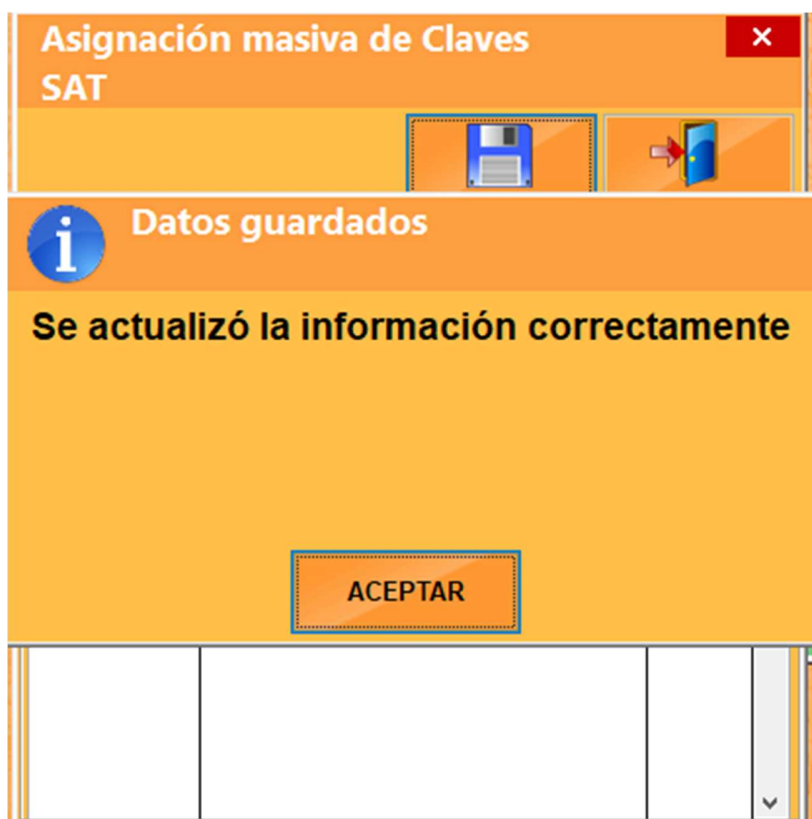 Asignación masiva de Claves
SAT
Datos guardados
Se actualizó la información correctamente
ACEPTAR